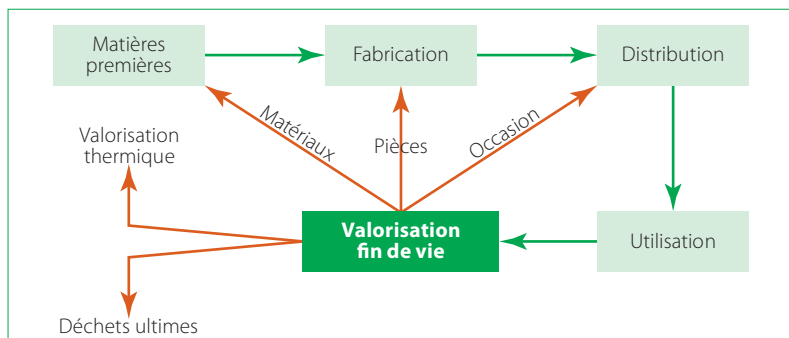 Matières
premières
Fabrication
Distribution
Matériaux
Pièces
Occasion
Valorisation
thermique
Valorisation
fin de vie
Utilisation
Déchets ultimes